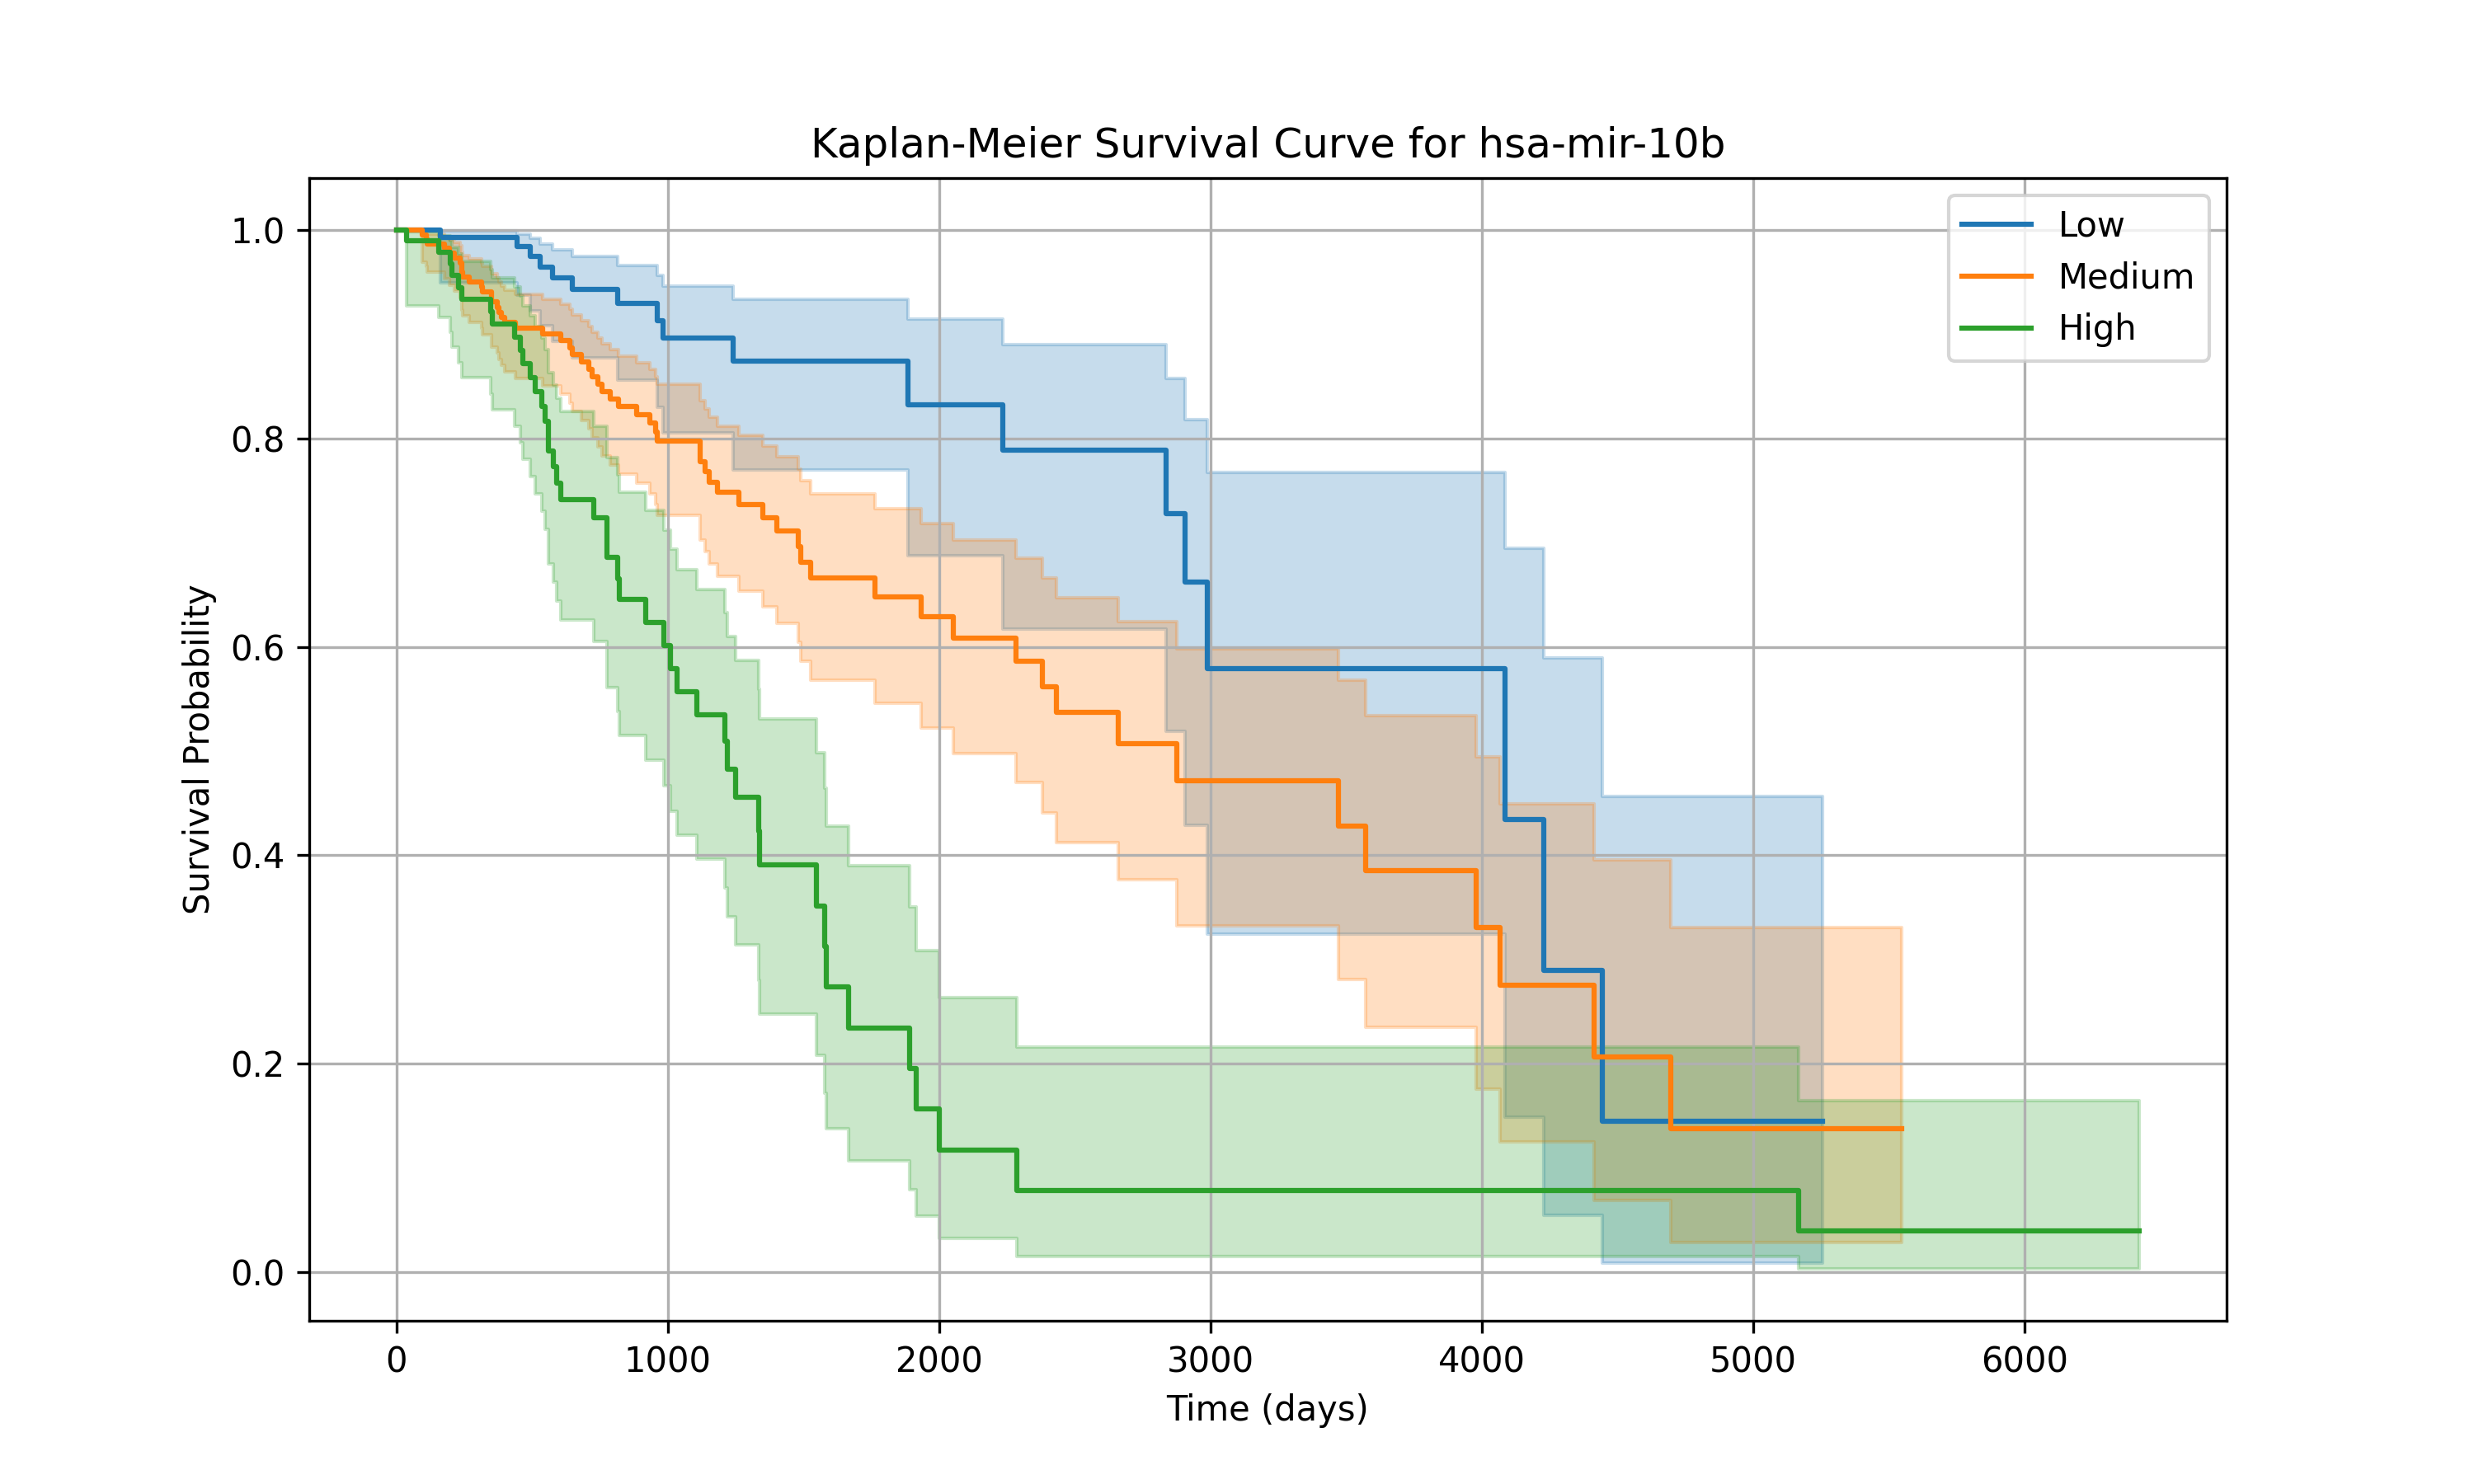 Kaplan-Meier Survival Curve for hsa-mir-10b
Low
Medium
High
1.0
0.8
0.6
0.4
0.2
0.0
Survival Probability
0 1000 2000 3000 4000 5000 6000
Time (days)